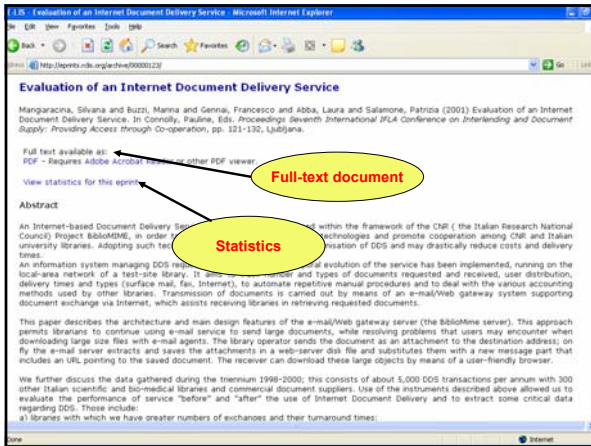 E-LIS - Evaluation of an Internet Document Delivery Service - Microsoft Internet Explorer
File Edit View Favorites Tools Help
Back Search Favorites
Address http://eprints.rclis.org/archive/00000123/ Go
Evaluation of an Internet Document Delivery Service
Mangiaracina, Silvana and Buzzi, Marina and Gennai, Francesco and Abba, Laura and Salamone, Patrizia (2001) Evaluation of an Internet
Document Delivery Service. In Connolly, Pauline, Eds. Proceedings Seventh International IFLA Conference on Interlending and Document
Supply: Providing Access through Co-operation, pp. 121-132, Ljubljana.
Full text available as:
PDF - Requires Adobe Acrobat Reader or other PDF viewer.
Full-text document
View statistics for this eprint
Abstract
An Internet-based Document Delivery within the framework of the CNR ( the Italian Research National
Council) Project BiblioMIME, in order technologies and promote cooperation among CNR and Italian
university libraries. Adopting such of DDS and may drastically reduce costs and delivery
times.
Statistics
An information system managing DDS evolution of the service has been implemented, running on the
local-area network of a test-site library. It and types of documents requested and received, user distribution,
delivery times and types (surface mail, fax, Internet), to automate repetitive manual procedures and to deal with the various accounting
methods used by other libraries. Transmission of documents is carried out by means of an e-mail/Web gateway system supporting
document exchange via Internet, which assists receiving libraries in retrieving requested documents.
This paper describes the architecture and main design features of the e-mail/Web gateway server (the BiblioMime server). This approach
permits librarians to continue using e-mail service to send large documents, while resolving problems that users may encounter when
downloading large size files with e-mail agents. The library operator sends the document as an attachment to the destination address; on
fly the e-mail server extracts and saves the attachments in a web-server disk file and substitutes them with a new message part that
includes an URL pointing to the saved document. The receiver can download these large objects by means of a user-friendly browser.
We further discuss the data gathered during the triennium 1998-2000; this consists of about 5,000 DDS transactions per annum with 300
other Italian scientific and bio-medical libraries and commercial document suppliers. Use of the instruments described above allowed us to
evaluate the performance of service "before" and "after" the use of Internet Document Delivery and to extract some critical data
regarding DDS. Those include:
a) libraries with which we have greater numbers of exchanges and their turnaround times;
Done Internet